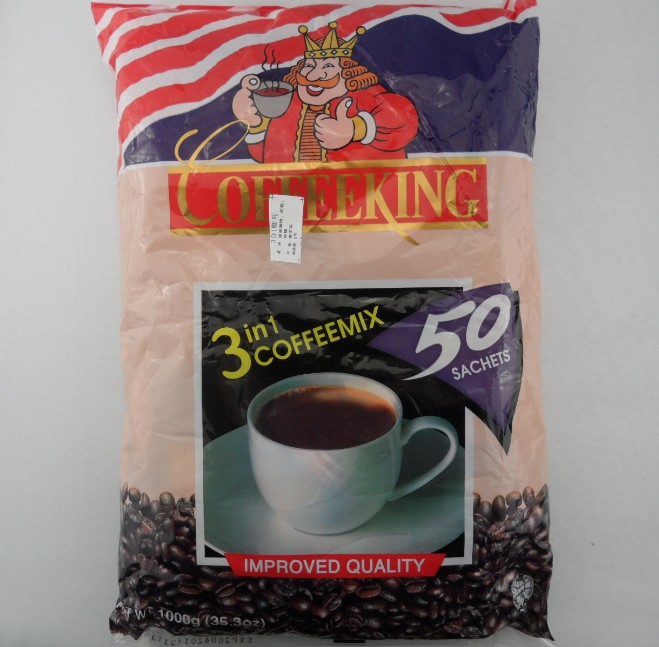 COFFEEKING
3 in 1
COFFEEMIX
50
SACHETS
IMPROVED QUALITY
1000g (35.3oz)